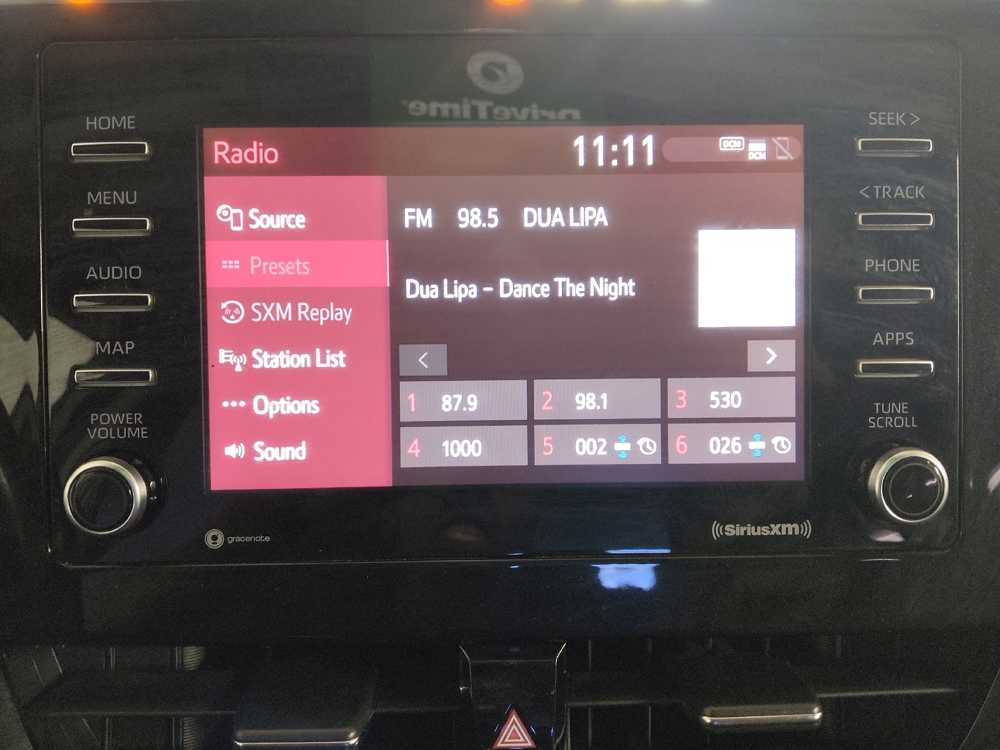 DriveTime
HOME
MENU
AUDIO
MAP
POWER
VOLUME
Radio
11:11
DCM
DCM
Source
Presets
SXM Replay
Station List
Options
Sound
FM 98.5 DUA LIPA
Dua Lipa – Dance The Night
<
>
1 87.9
2 98.1
3 530
4 1000
5 002
6 026
SEEK >
< TRACK
PHONE
APPS
TUNE
SCROLL
gracenote
((SiriusXM))